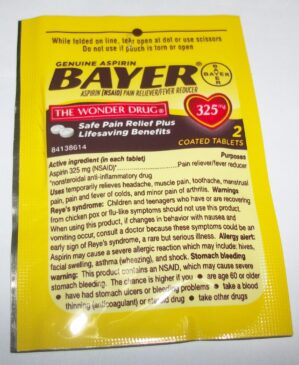 While folded on line, tear open at dot or use scissors
Do not use if pouch is torn or open
GENUINE ASPIRIN
BAYER®
BAYER
BAYER
ASPIRIN (NSAID) PAIN RELIEVER/FEVER REDUCER
THE WONDER DRUG®
325mg
Safe Pain Relief Plus
Lifesaving Benefits
2
COATED TABLETS
84138614
Active ingredient (in each tablet) Purposes
Aspirin 325 mg (NSAID)*..........Pain reliever/fever reducer
*nonsteroidal anti-inflammatory drug
Uses temporarily relieves headache, muscle pain, toothache, menstrual
pain, pain and fever of colds, and minor pain of arthritis. Warnings
Reye's syndrome: Children and teenagers who have or are recovering
from chicken pox or flu-like symptoms should not use this product.
When using this product, if changes in behavior with nausea and
vomiting occur, consult a doctor because these symptoms could be an
early sign of Reye's syndrome, a rare but serious illness. Allergy alert:
Aspirin may cause a severe allergic reaction which may include: hives,
facial swelling, asthma (wheezing), and shock. Stomach bleeding
warning: This product contains an NSAID, which may cause severe
stomach bleeding. The chance is higher if you ● are age 60 or older
● have had stomach ulcers or bleeding problems ● take a blood
thinning (anticoagulant) or steroid drug ● take other drugs